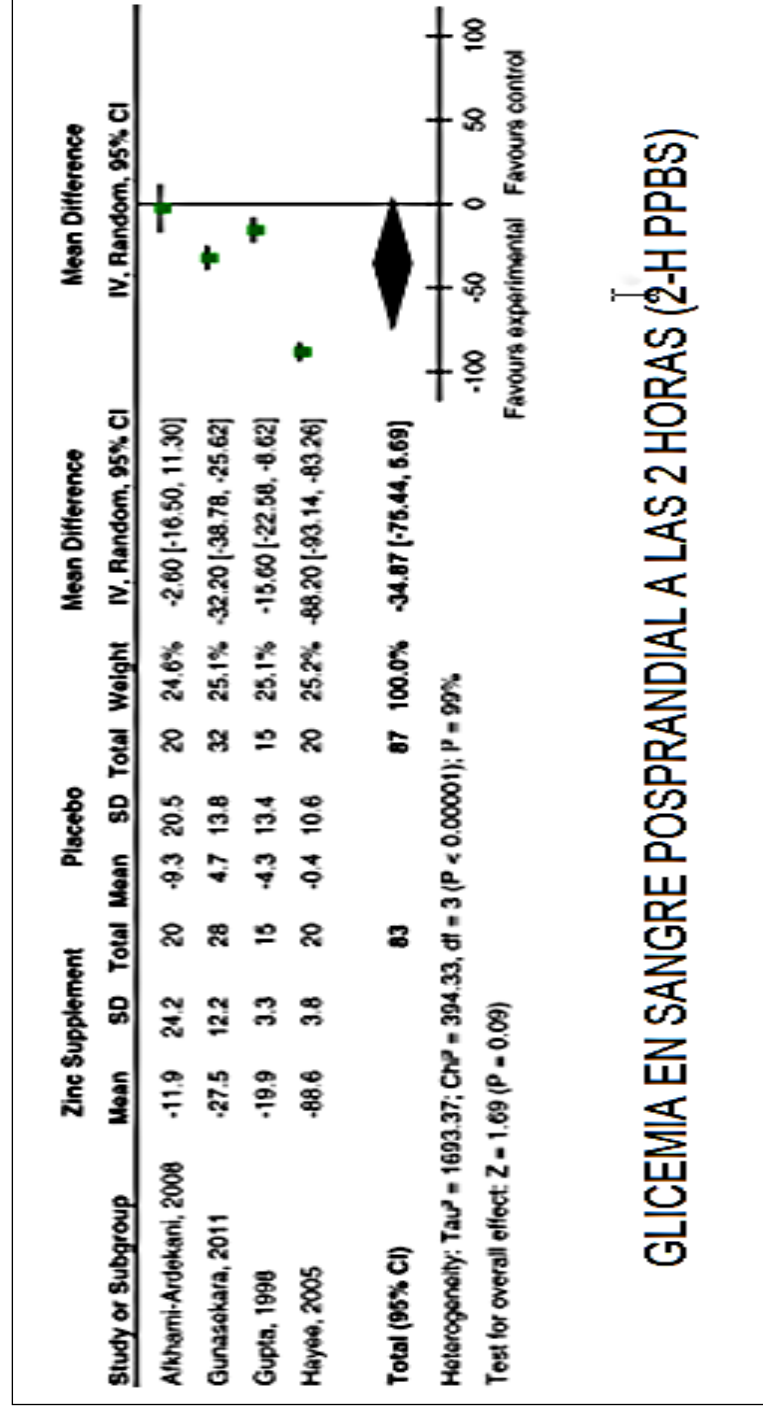 Zinc Supplement Placebo Mean Difference Mean Difference
Study or Subgroup Mean SD Total Mean SD Total Weight IV, Random, 95% CI IV, Random, 95% CI
Afkhami-Ardekani, 2008 -11.9 24.2 20 -9.3 20.5 20 24.6% -2.60 [-16.50, 11.30]
Gunasekara, 2011 -27.5 12.2 28 4.7 13.8 32 25.1% -32.20 [-38.78, -25.62]
Gupta, 1998 -19.9 3.3 15 -4.3 13.4 15 25.1% -15.60 [-22.58, -8.62]
Hayee, 2005 -88.6 3.8 20 -0.4 10.6 20 25.2% -88.20 [-93.14, -83.26]
Total (95% CI) 83 87 100.0% -34.87 [-75.44, 5.69]
Heterogeneity: Tau² = 1693.37; Chi² = 394.33, df = 3 (P < 0.00001); I² = 99%
Test for overall effect: Z = 1.69 (P = 0.09)
-100 -50 0 50 100
Favours experimental Favours control
GLICEMIA EN SANGRE POSPRANDIAL A LAS 2 HORAS (2-H PPBS)